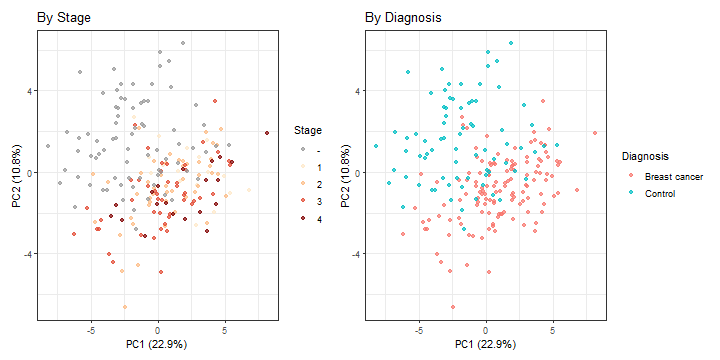 By Stage
PC2 (10.8%)
4
0
-4
-5
0
5
PC1 (22.9%)
Stage
-
1
2
3
4
By Diagnosis
PC2 (10.8%)
4
0
-4
-5
0
5
PC1 (22.9%)
Diagnosis
Breast cancer
Control